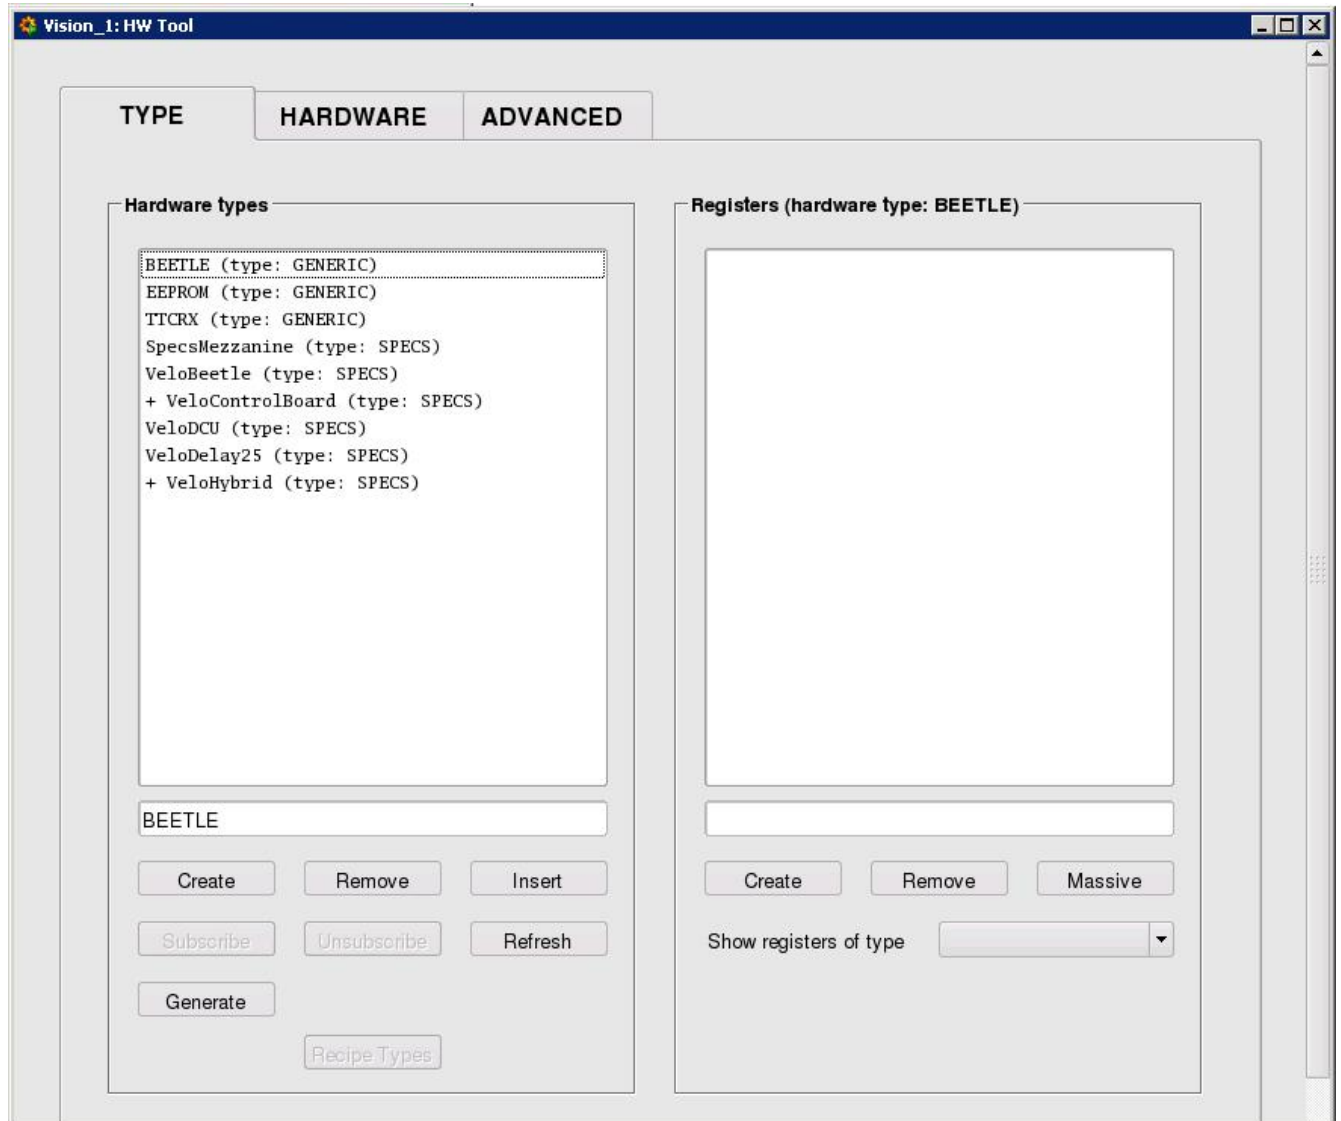 Vision_1: HW Tool
TYPE HARDWARE ADVANCED
Hardware types
BEETLE (type: GENERIC)
EEPROM (type: GENERIC)
TTCRX (type: GENERIC)
SpecsMezzanine (type: SPECS)
VeloBeetle (type: SPECS)
+ VeloControlBoard (type: SPECS)
VeloDCU (type: SPECS)
VeloDelay25 (type: SPECS)
+ VeloHybrid (type: SPECS)
BEETLE
Create Remove Insert
Subscribe Unsubscribe Refresh
Generate
Recipe Types
Registers (hardware type: BEETLE)
Create Remove Massive
Show registers of type